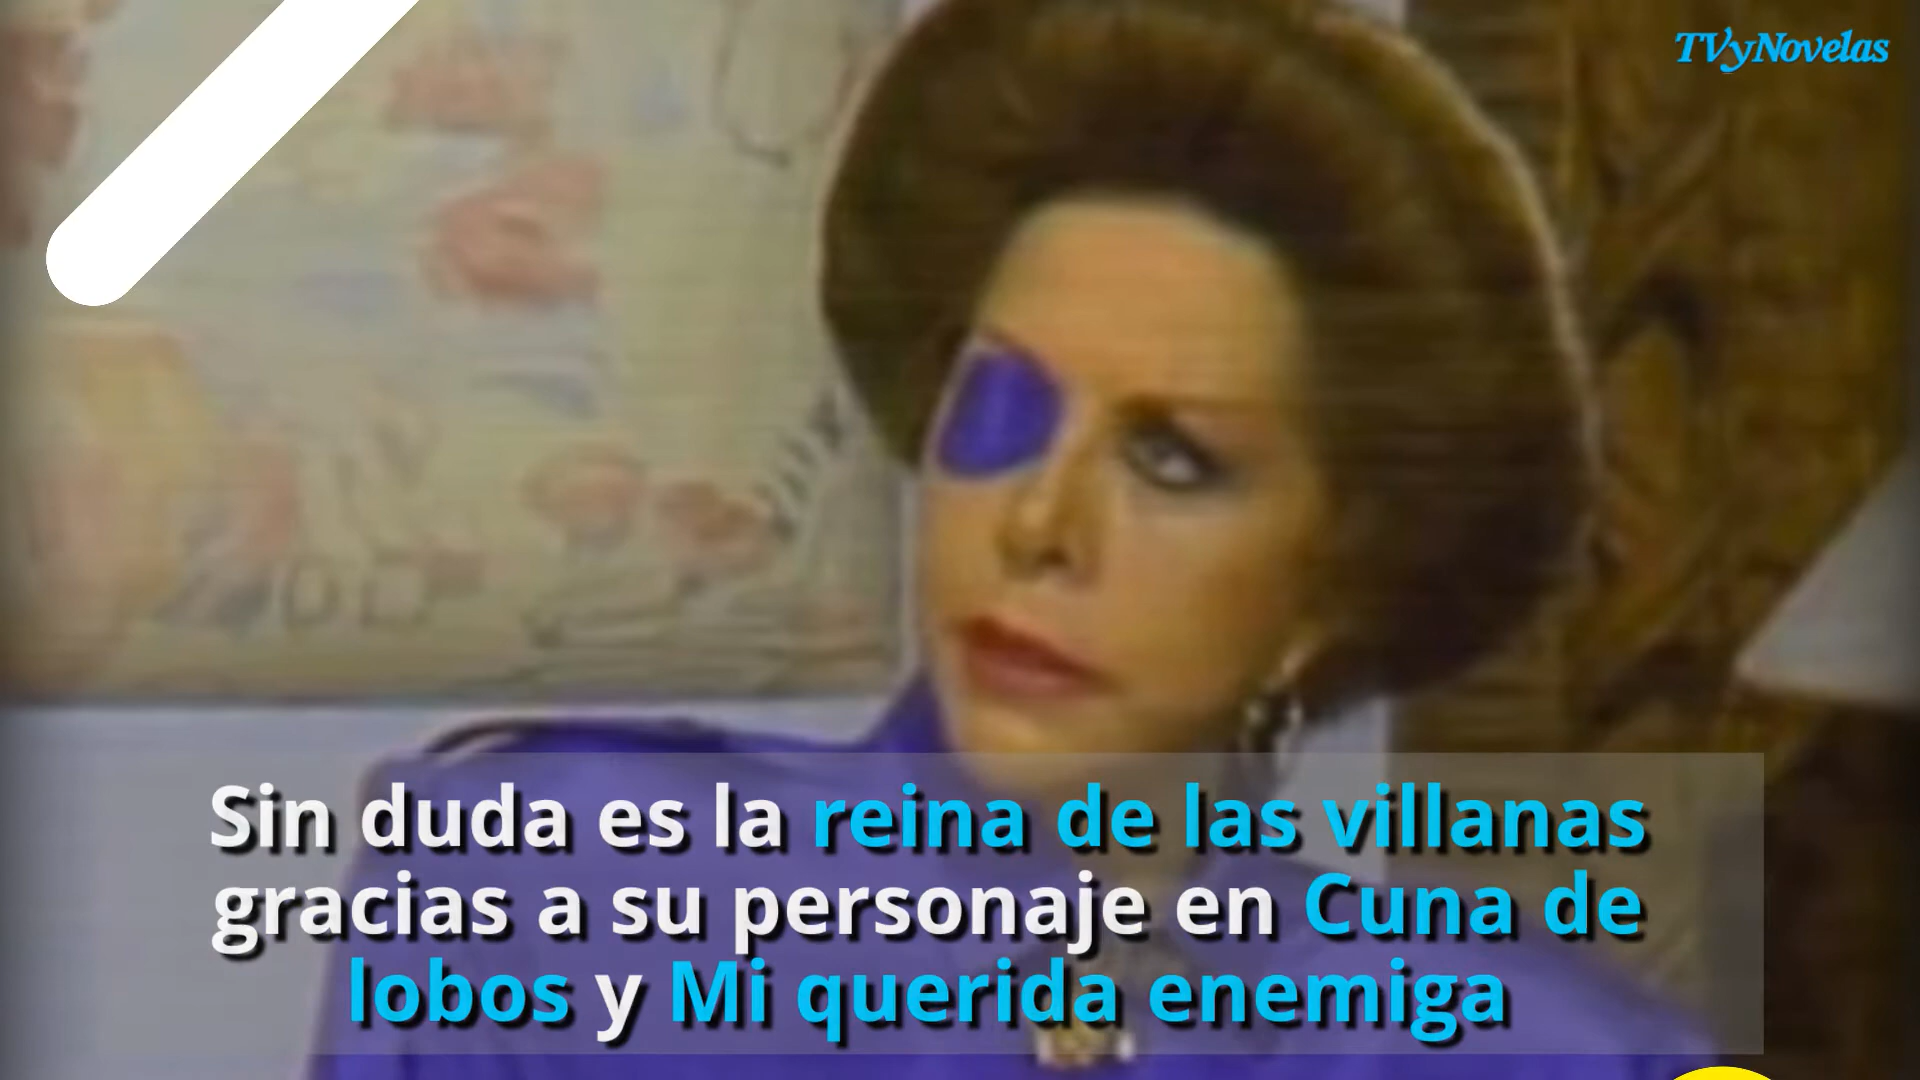 TVyNovelas
Sin duda es la reina de las villanas
gracias a su personaje en Cuna de
lobos y Mi querida enemiga